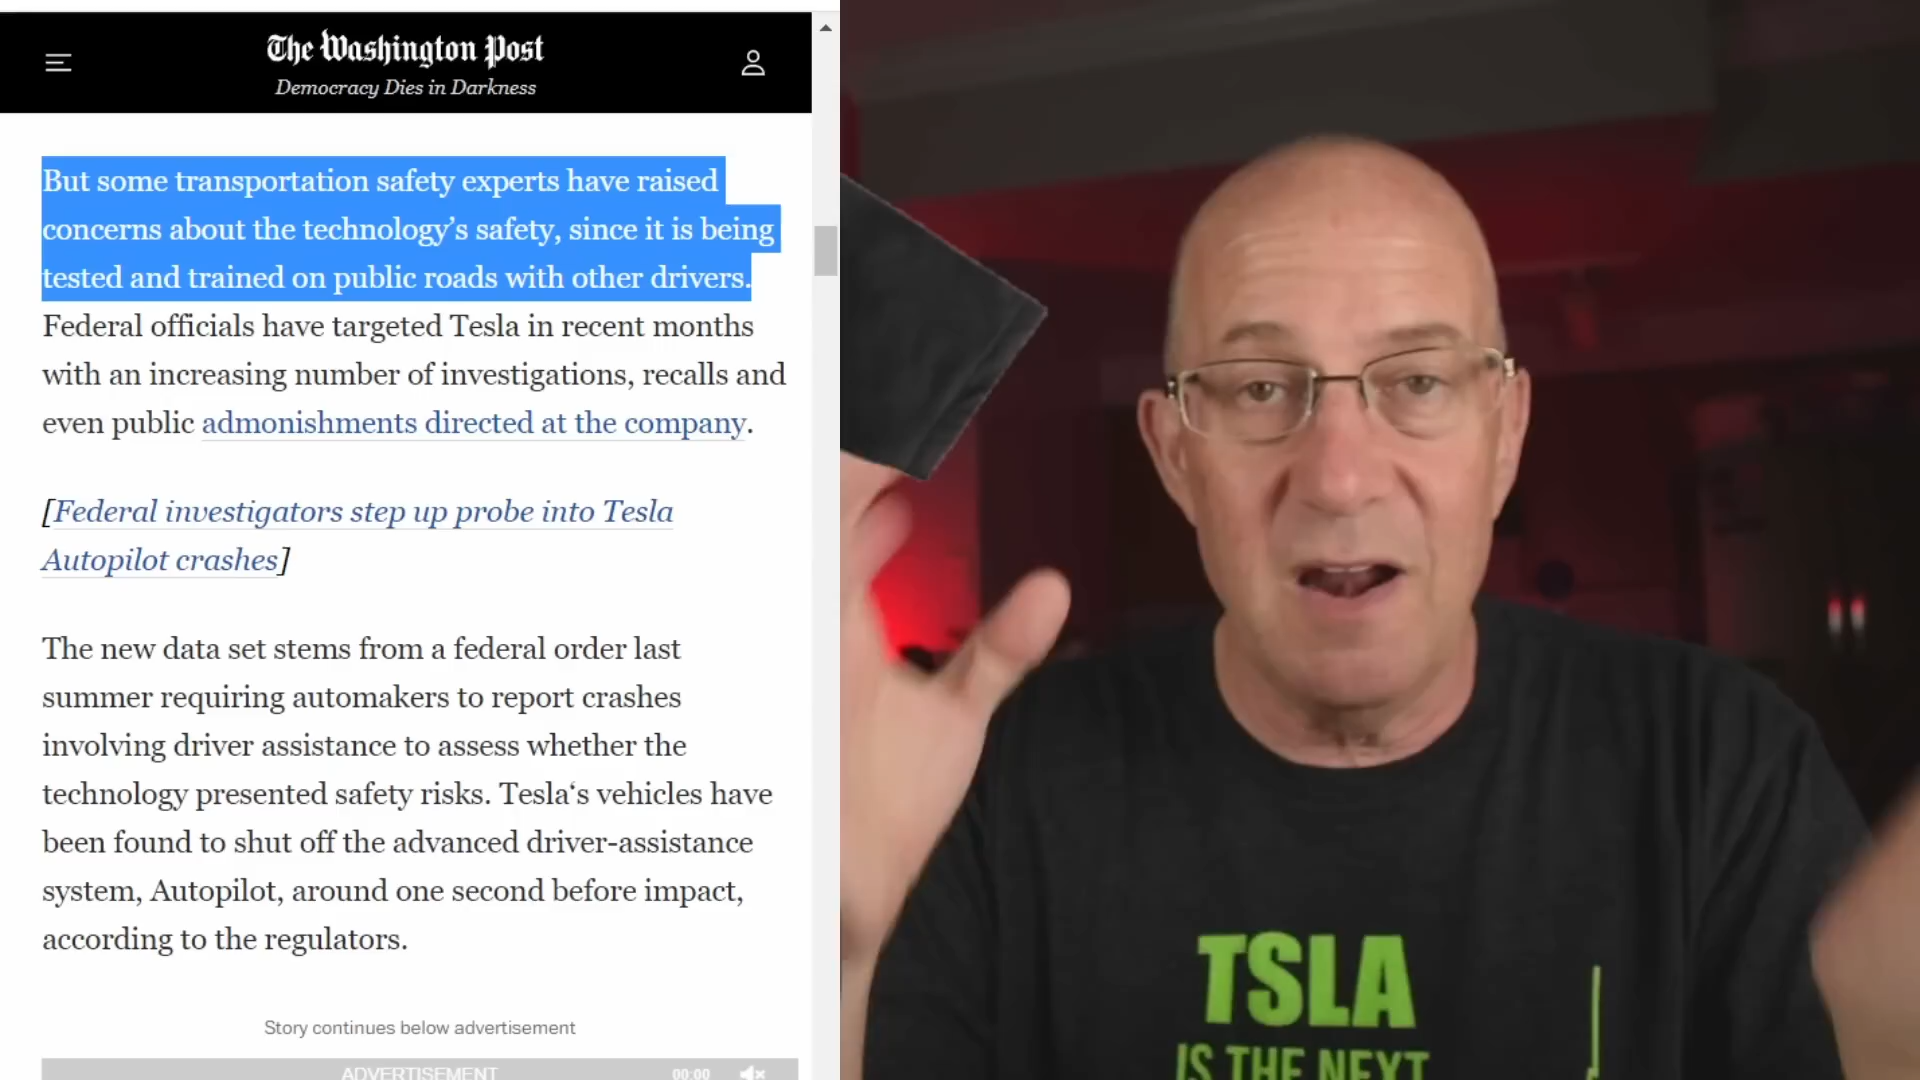 The Washington Post
Democracy Dies in Darkness
But some transportation safety experts have raised
concerns about the technology’s safety, since it is being
tested and trained on public roads with other drivers.
Federal officials have targeted Tesla in recent months
with an increasing number of investigations, recalls and
even public admonishments directed at the company.
[Federal investigators step up probe into Tesla
Autopilot crashes]
The new data set stems from a federal order last
summer requiring automakers to report crashes
involving driver assistance to assess whether the
technology presented safety risks. Tesla‘s vehicles have
been found to shut off the advanced driver-assistance
system, Autopilot, around one second before impact,
according to the regulators.
Story continues below advertisement
ADVERTISEMENT 00:00
TSLA
IS THE NEXT